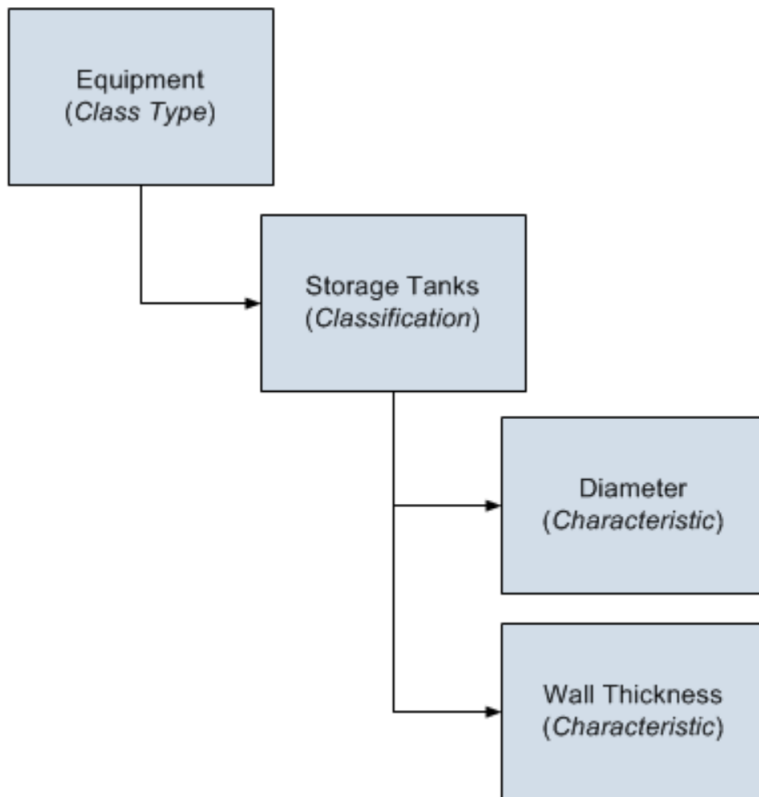 Equipment
(Class Type)
Storage Tanks
(Classification)
Diameter
(Characteristic)
Wall Thickness
(Characteristic)